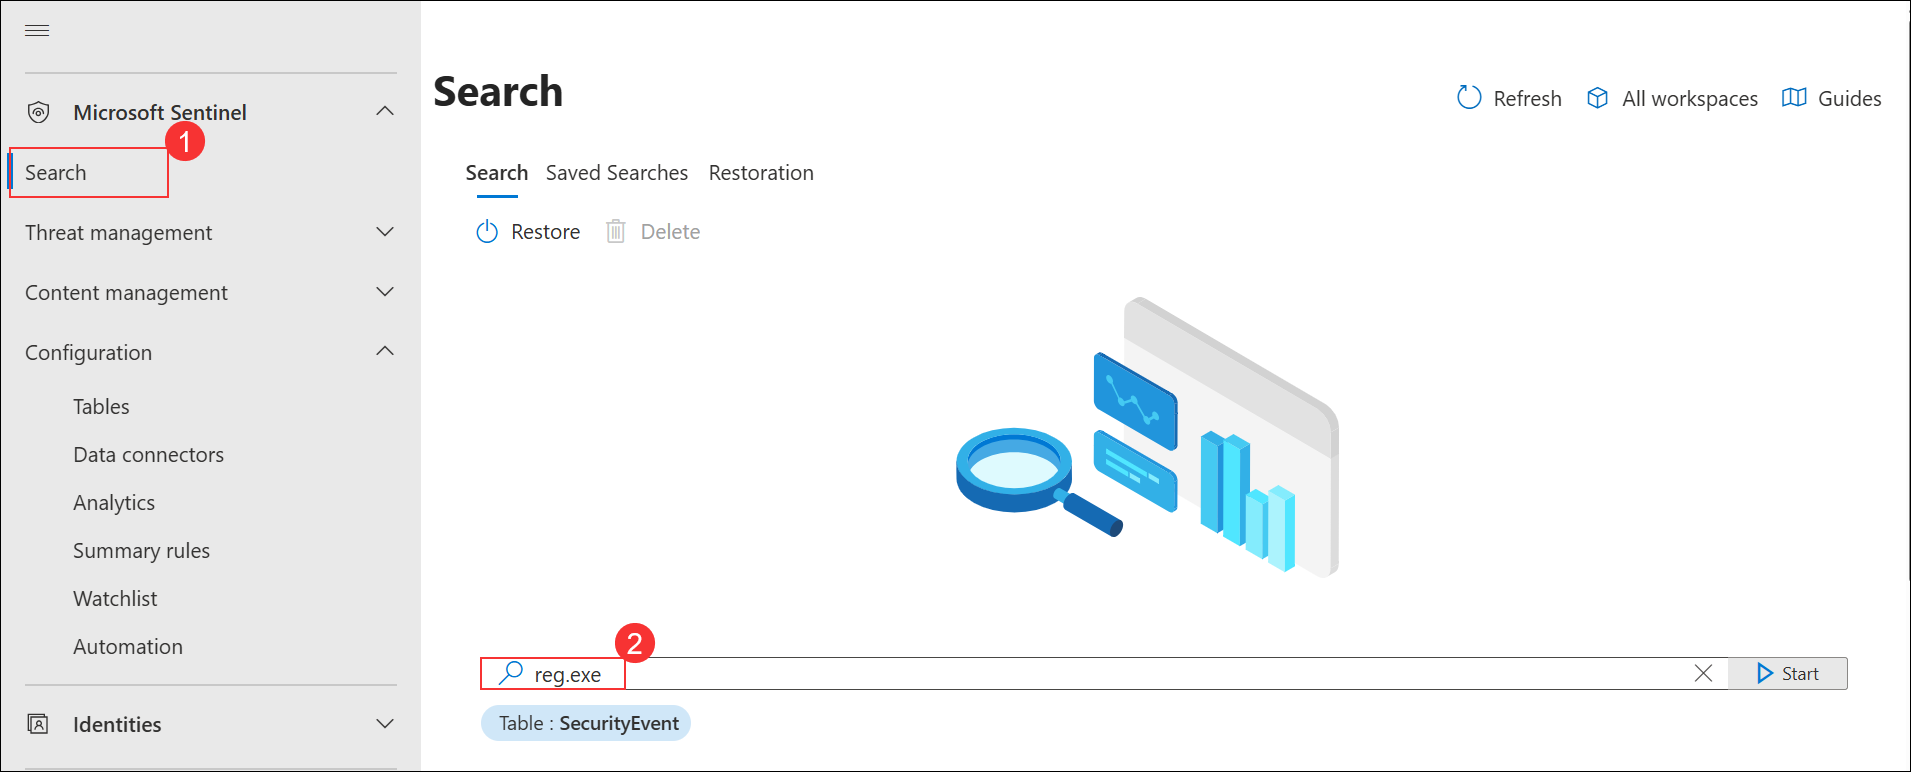 Microsoft Sentinel
1
Search
Threat management
Content management
Configuration
Tables
Data connectors
Analytics
Summary rules
Watchlist
Automation
Identities
Search
Refresh All workspaces Guides
Search Saved Searches Restoration
Restore Delete
2
reg.exe Start
Table : SecurityEvent